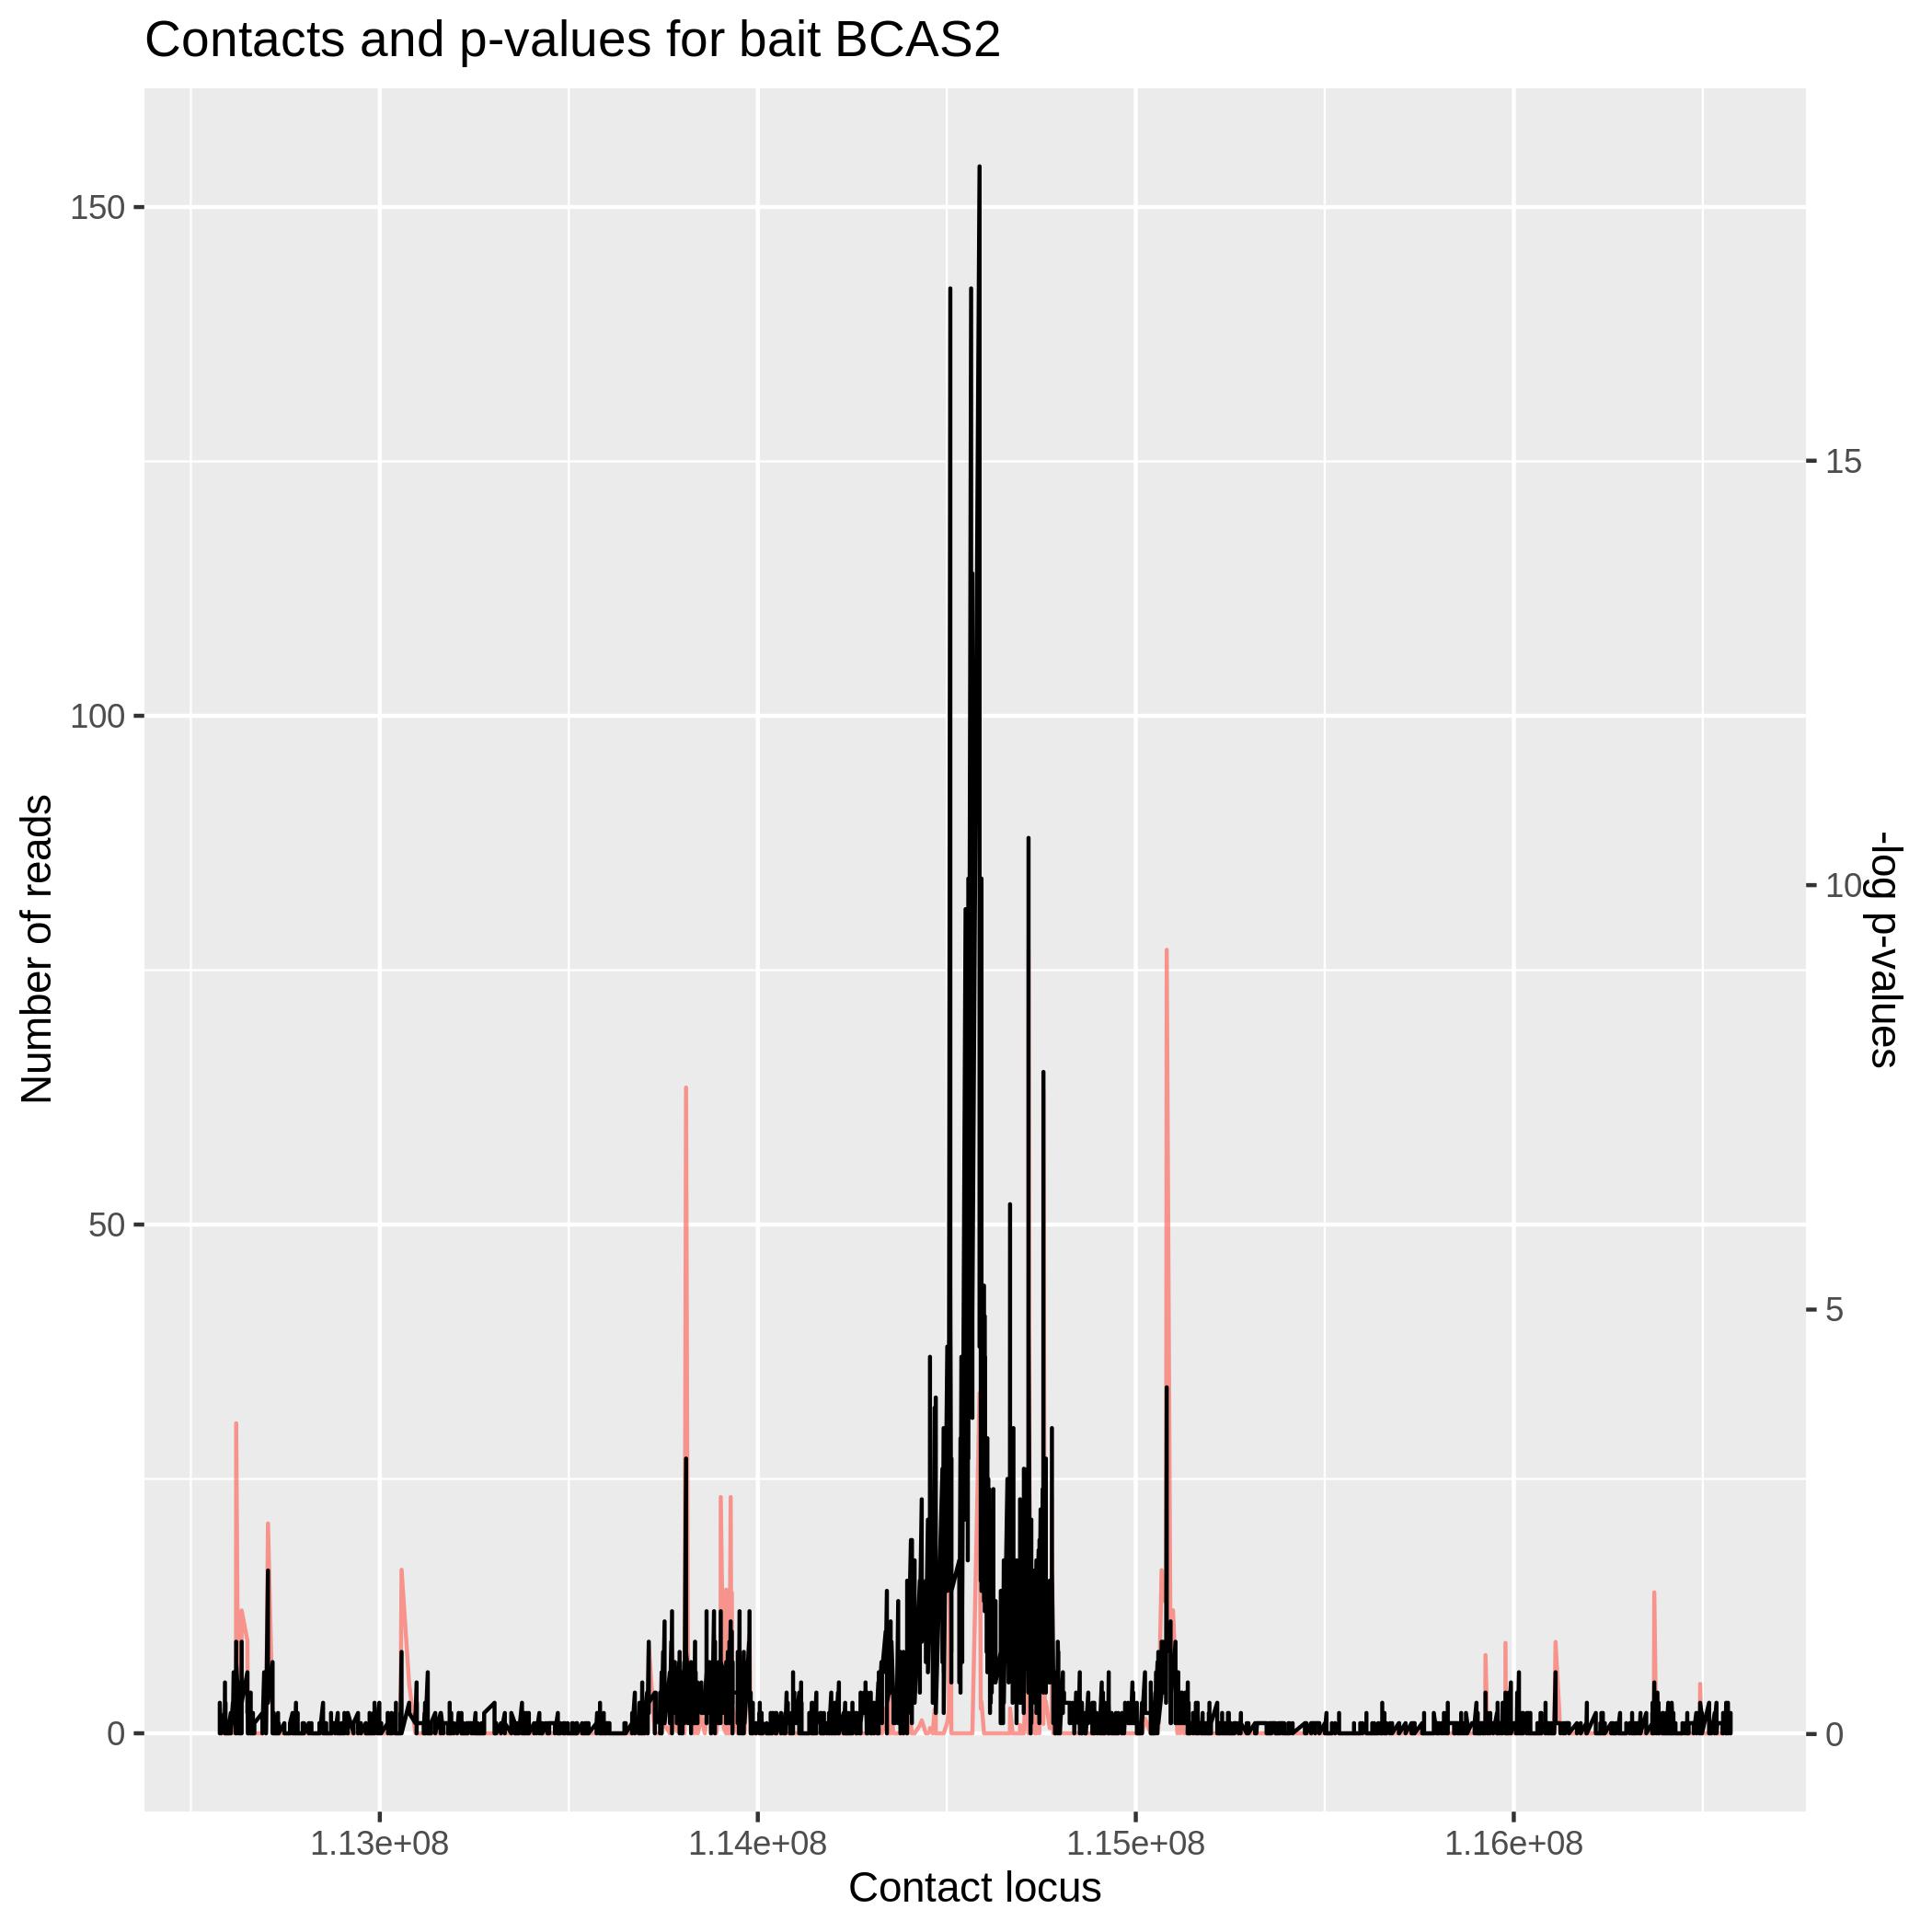 Contacts and p-values for bait BCAS2
150
100
50
0
Number of reads
15
10
5
0
-log p-values
1.13e+08
1.14e+08
1.15e+08
1.16e+08
Contact locus